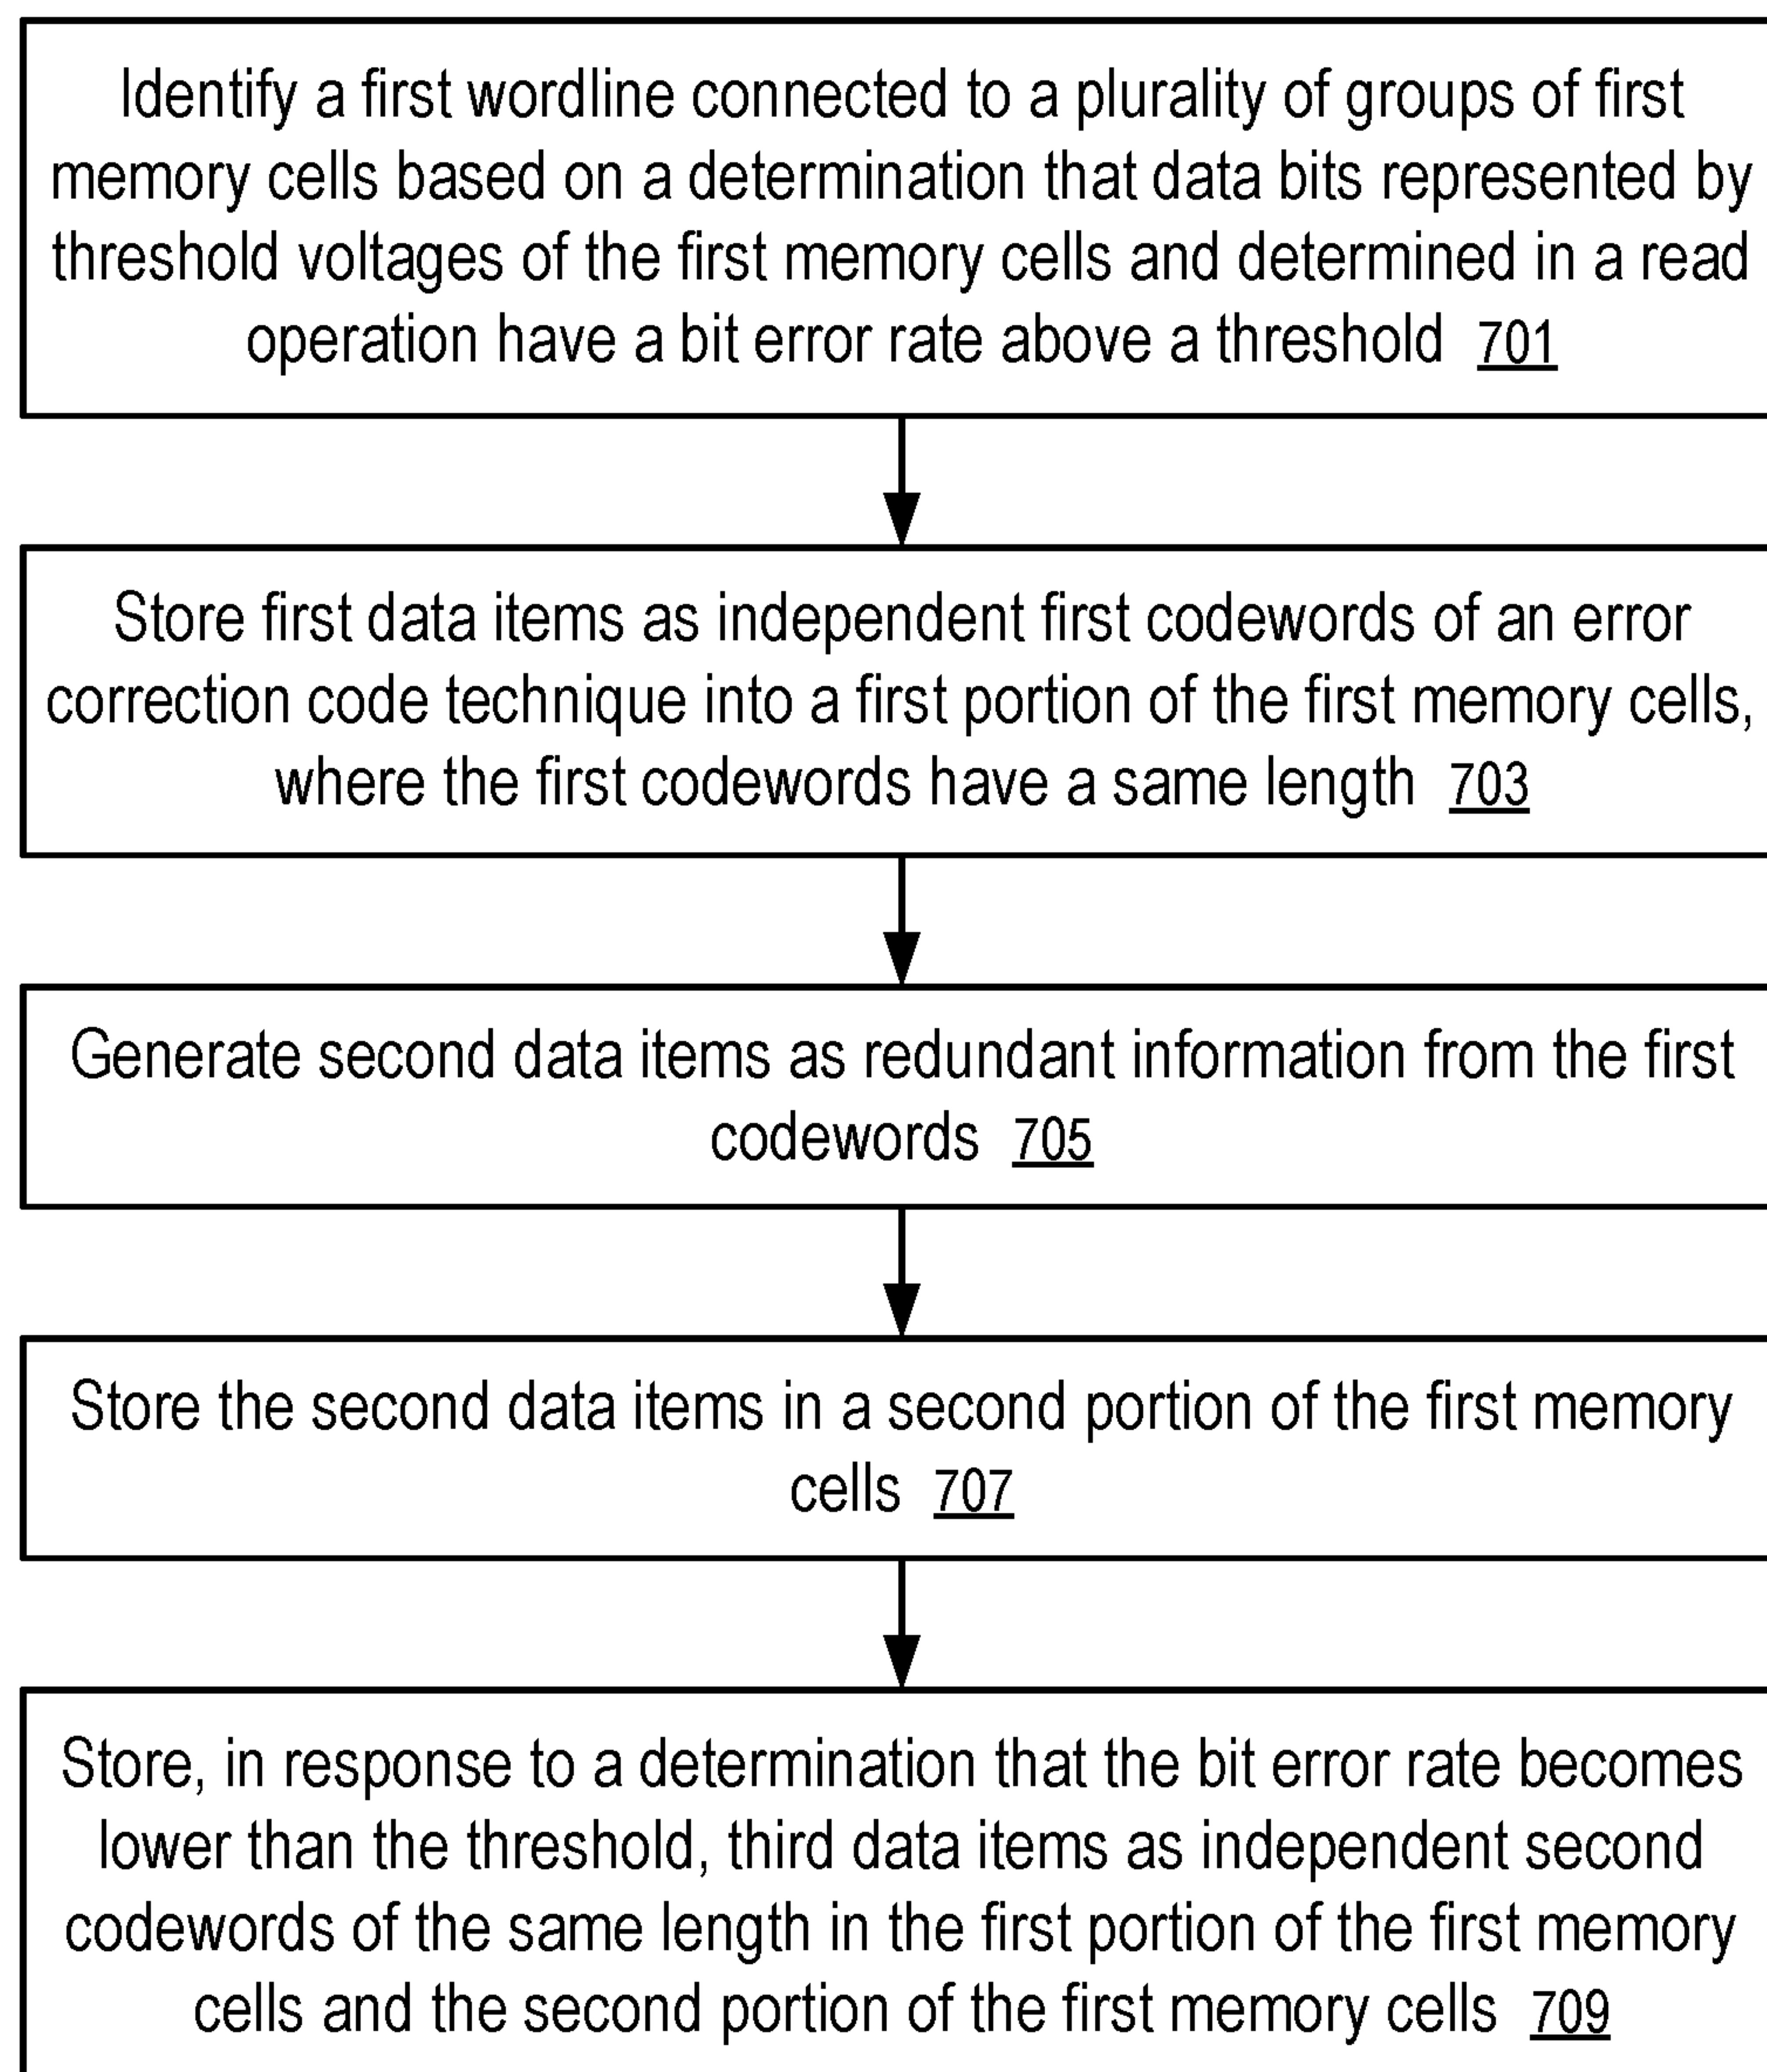 Identify a first wordline connected to a plurality of groups of first
memory cells based on a determination that data bits represented by
threshold voltages of the first memory cells and determined in a read
operation have a bit error rate above a threshold 701
Store first data items as independent first codewords of an error
correction code technique into a first portion of the first memory cells,
where the first codewords have a same length 703
Generate second data items as redundant information from the first
codewords 705
Store the second data items in a second portion of the first memory
cells 707
Store, in response to a determination that the bit error rate becomes
lower than the threshold, third data items as independent second
codewords of the same length in the first portion of the first memory
cells and the second portion of the first memory cells 709